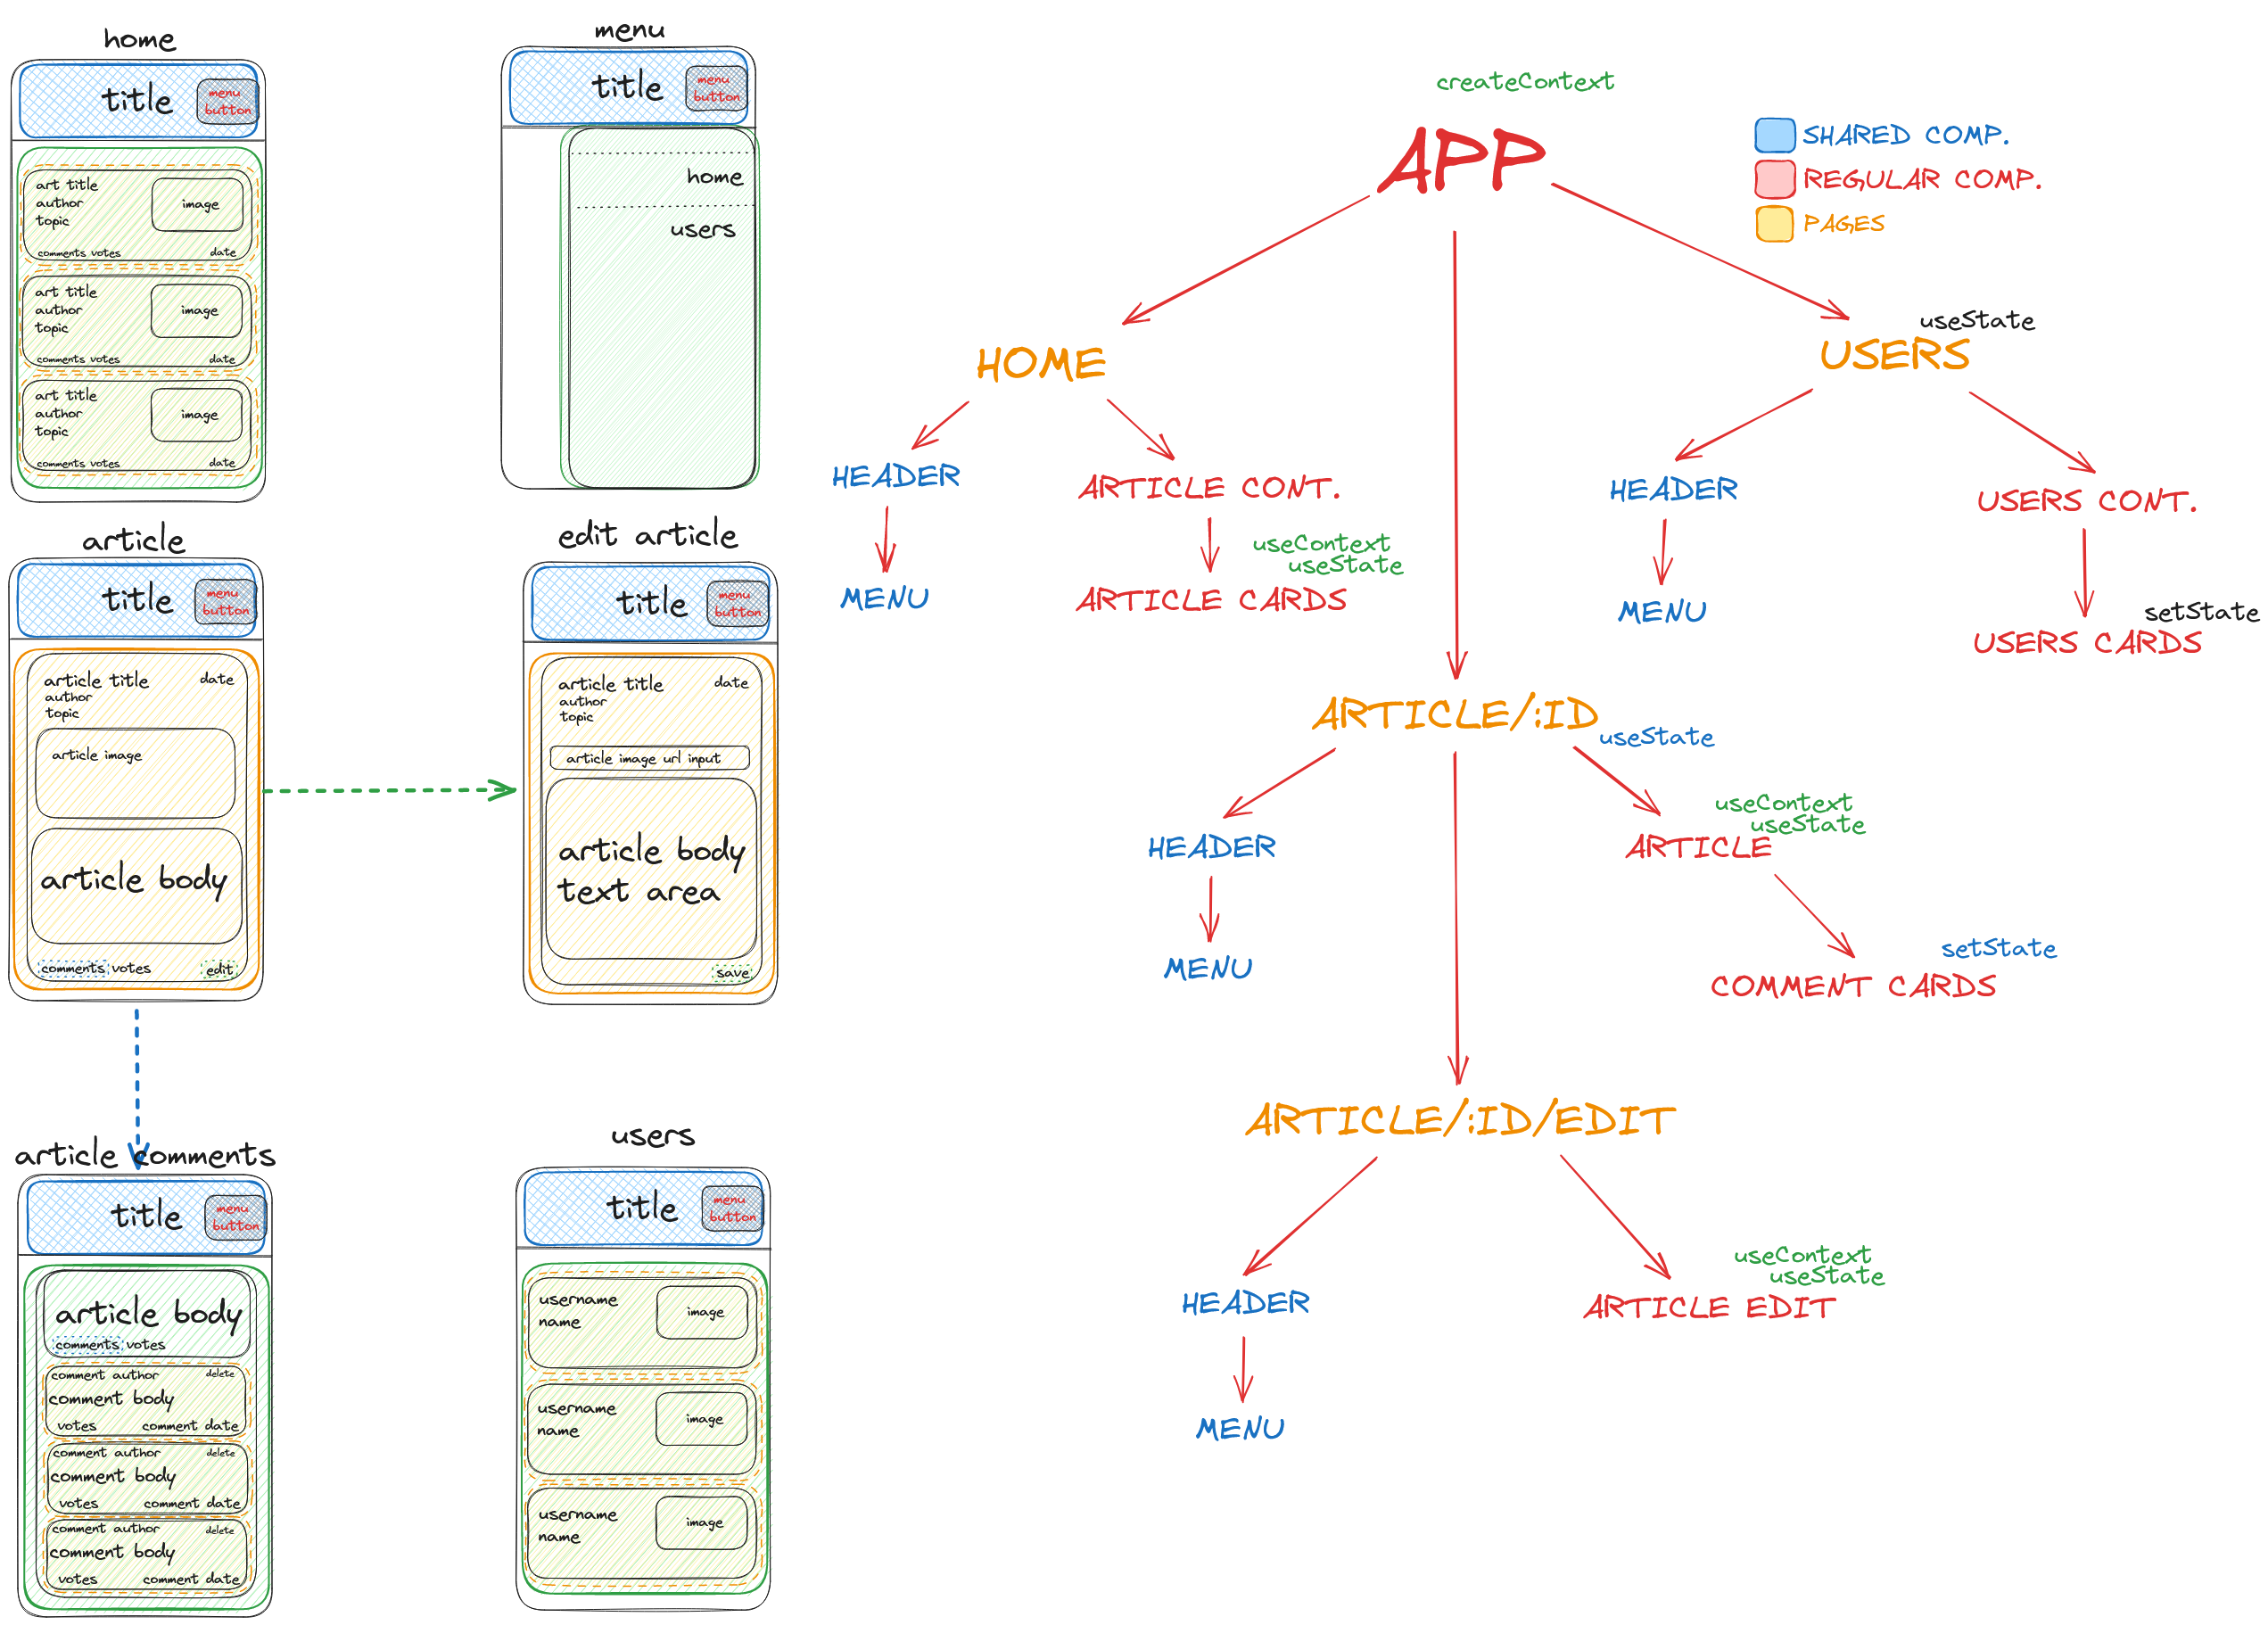 home
title
menu
button
art title
author
topic
image
comments votes
date
art title
author
topic
image
comments votes
date
art title
author
topic
image
comments votes
date
menu
title
menu
button
home
users
article
title
menu
button
article title
date
author
topic
article image
article body
comments votes
edit
edit article
title
menu
button
article title
date
author
topic
article image url input
article body
text area
save
article comments
title
menu
button
article body
comments votes
comment author
delete
comment body
votes
comment date
comment author
delete
comment body
votes
comment date
comment author
delete
comment body
votes
comment date
users
title
menu
button
username
name
image
username
name
image
username
name
image
createContext
APP
SHARED COMP.
REGULAR COMP.
PAGES
HOME
HEADER
MENU
ARTICLE CONT.
useContext
useState
ARTICLE CARDS
useState
USERS
HEADER
MENU
USERS CONT.
setState
USERS CARDS
ARTICLE/:ID
useState
HEADER
MENU
useContext
useState
ARTICLE
setState
COMMENT CARDS
ARTICLE/:ID/EDIT
HEADER
MENU
useContext
useState
ARTICLE EDIT